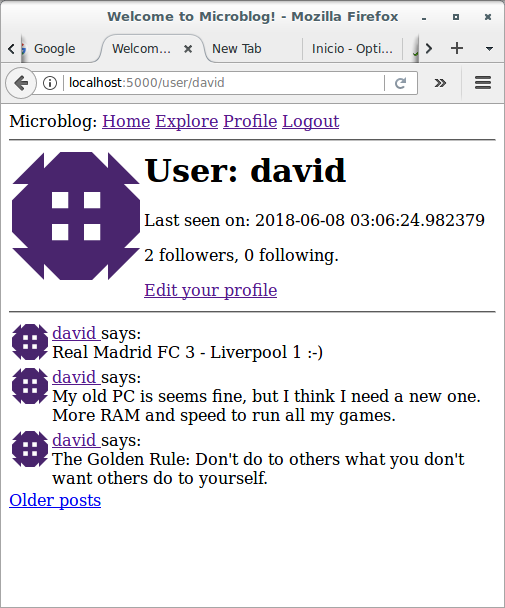 Welcome to Microblog! - Mozilla Firefox
Google Welcom... New Tab Inicio - Opti...
localhost:5000/user/david
Microblog: Home Explore Profile Logout
User: david
Last seen on: 2018-06-08 03:06:24.982379
2 followers, 0 following.
Edit your profile
david says:
Real Madrid FC 3 - Liverpool 1 :-)
david says:
My old PC is seems fine, but I think I need a new one.
More RAM and speed to run all my games.
david says:
The Golden Rule: Don't do to others what you don't
want others do to yourself.
Older posts